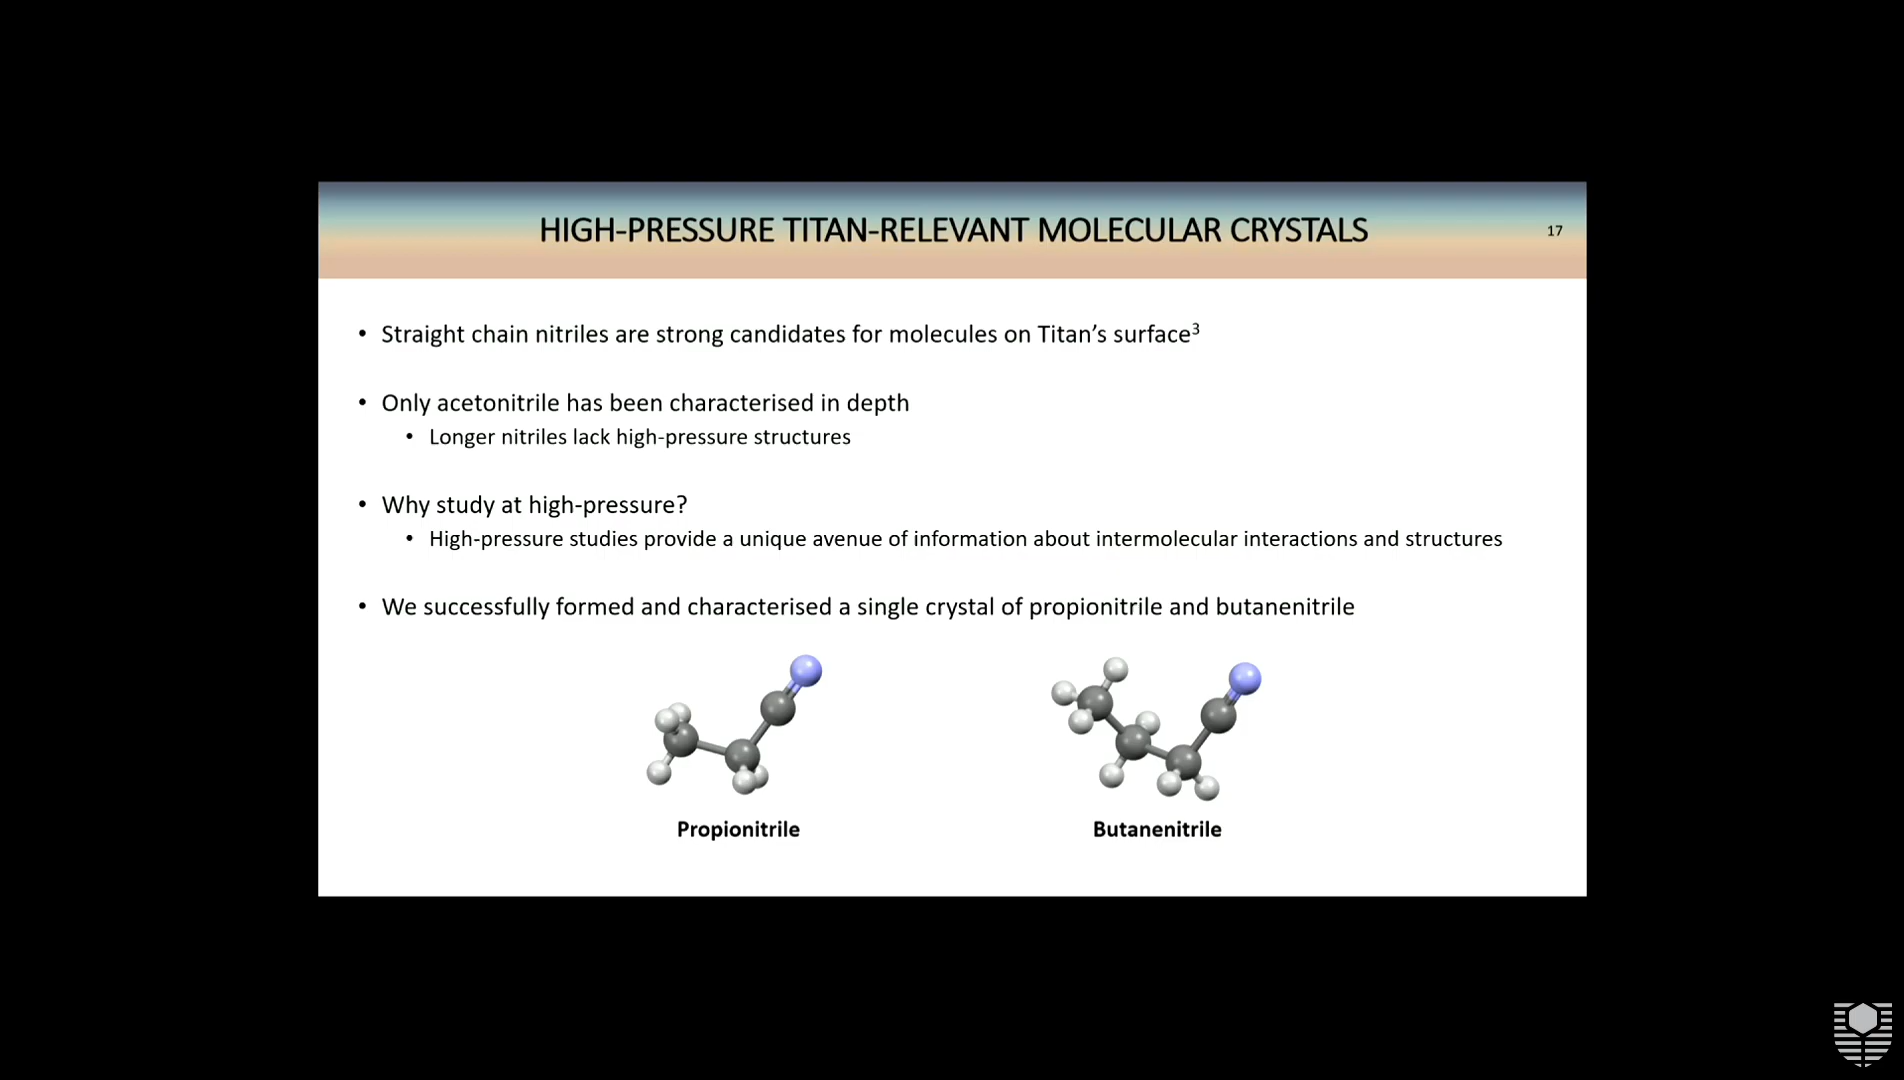 HIGH-PRESSURE TITAN-RELEVANT MOLECULAR CRYSTALS
17
• Straight chain nitriles are strong candidates for molecules on Titan’s surface³
• Only acetonitrile has been characterised in depth
• Longer nitriles lack high-pressure structures
• Why study at high-pressure?
• High-pressure studies provide a unique avenue of information about intermolecular interactions and structures
• We successfully formed and characterised a single crystal of propionitrile and butanenitrile
Propionitrile
Butanenitrile